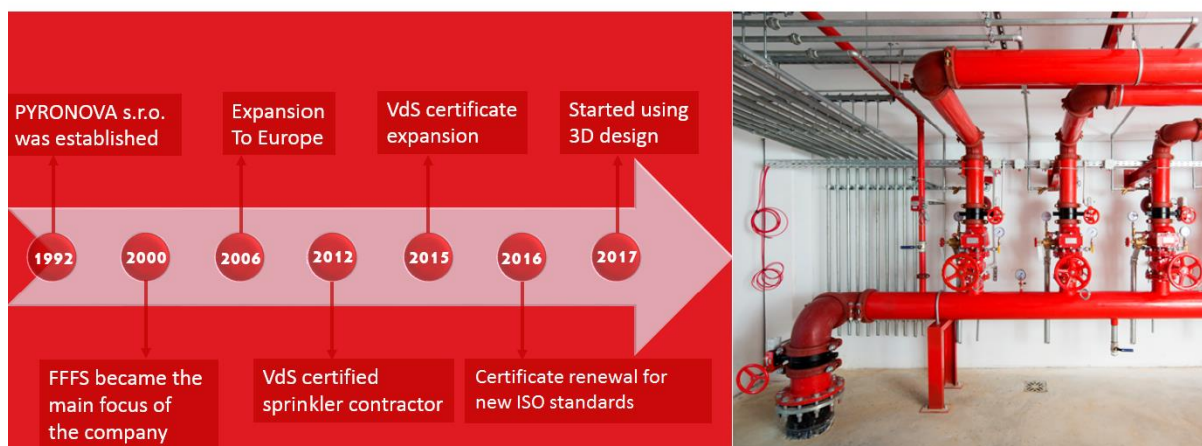 PYRONOVA s.r.o.
was established
Expansion
To Europe
VdS certificate
expansion
Started using
3D design
1992
2000
2006
2012
2015
2016
2017
FFFS became the
main focus of
the company
VdS certified
sprinkler contractor
Certificate renewal for
new ISO standards